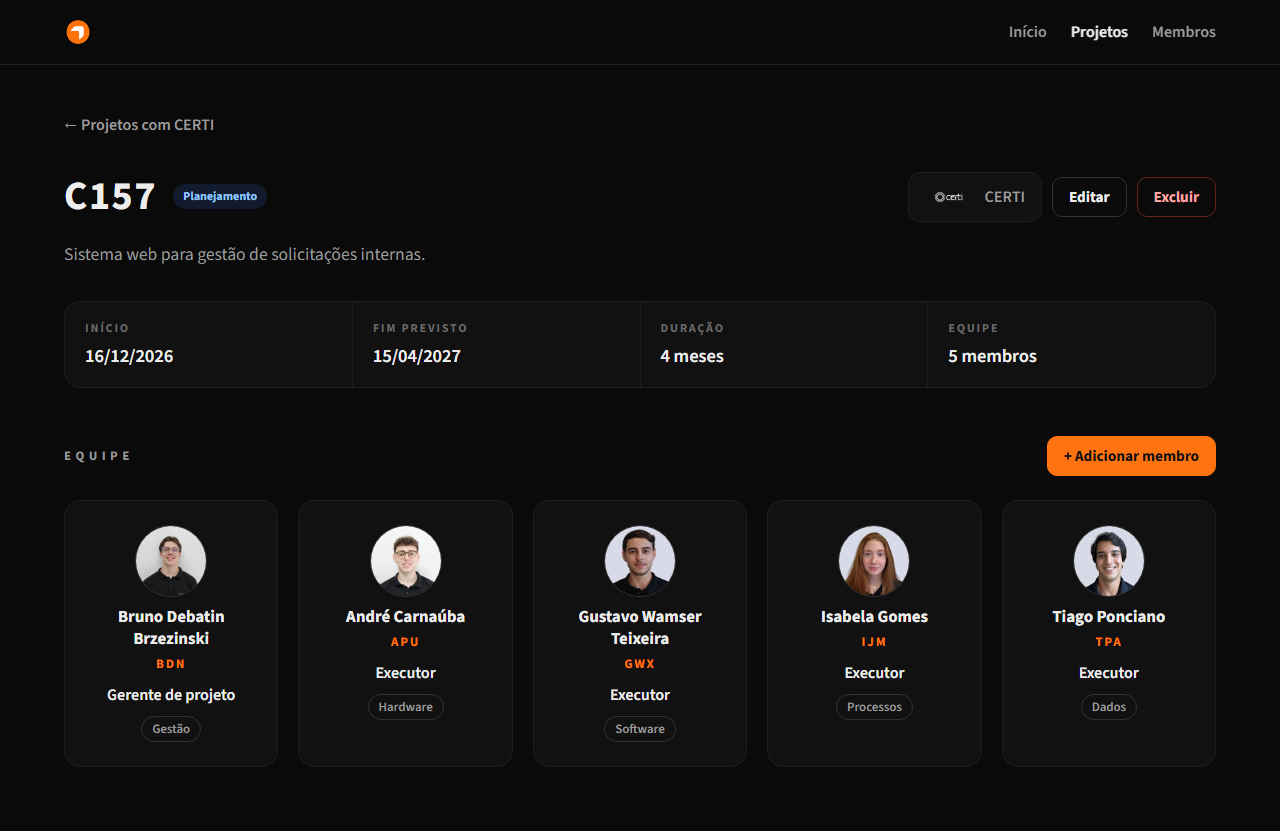 Início Projetos Membros
← Projetos com CERTI
C157 Planejamento certi CERTI Editar Excluir
Sistema web para gestão de solicitações internas.
INÍCIO FIM PREVISTO DURAÇÃO EQUIPE
16/12/2026 15/04/2027 4 meses 5 membros
EQUIPE + Adicionar membro
Bruno Debatin
Brzezinski
BDN
Gerente de projeto
Gestão
André Carnaúba
APU
Executor
Hardware
Gustavo Wamser
Teixeira
GWX
Executor
Software
Isabela Gomes
IJM
Executor
Processos
Tiago Ponciano
TPA
Executor
Dados